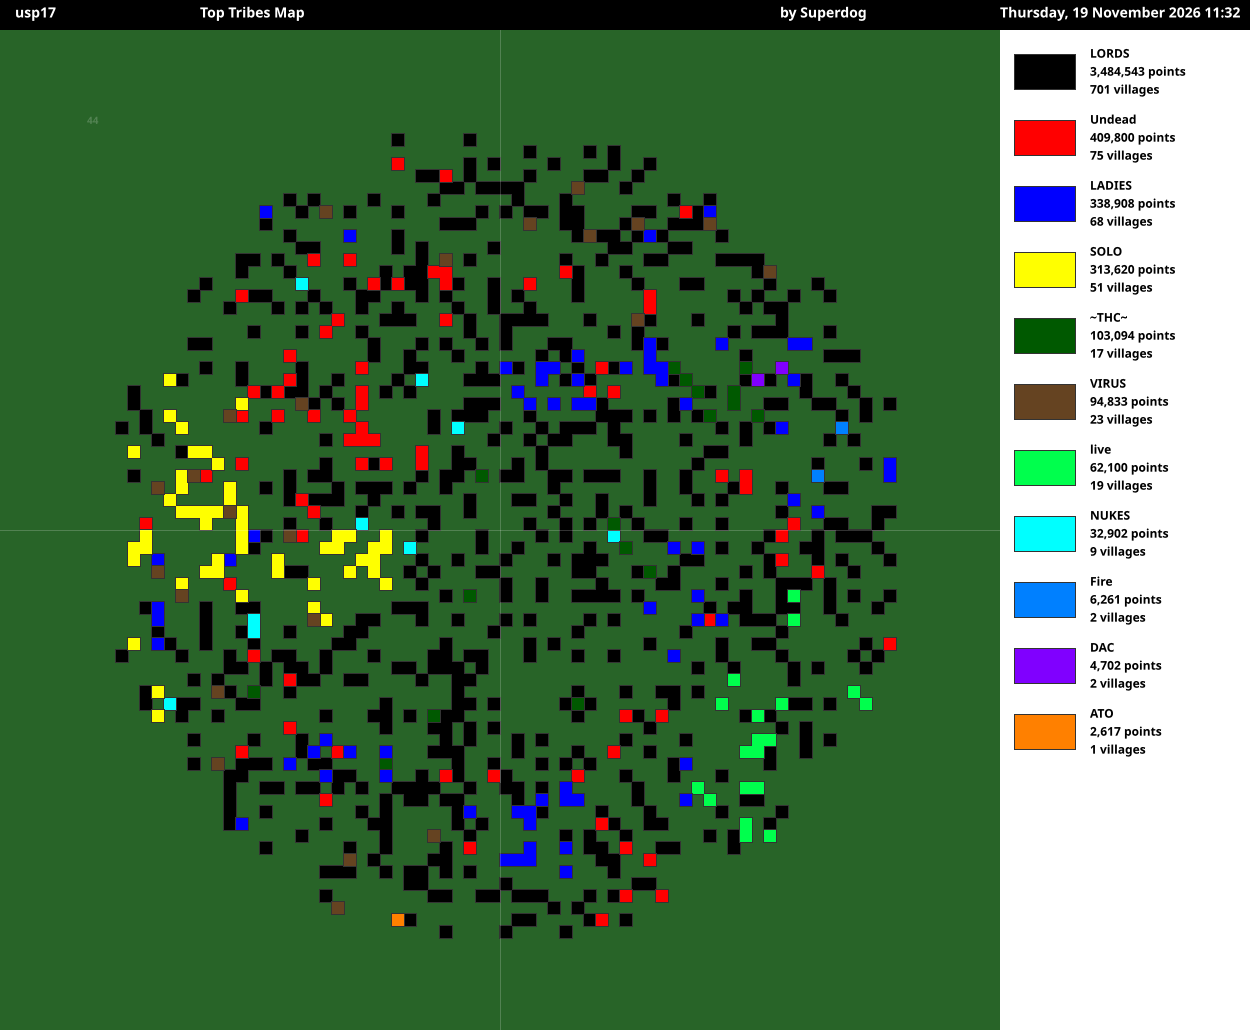 usp17 Top Tribes Map by Superdog Thursday, 19 November 2026 11:32
44
LORDS
3,484,543 points
701 villages
Undead
409,800 points
75 villages
LADIES
338,908 points
68 villages
SOLO
313,620 points
51 villages
~THC~
103,094 points
17 villages
VIRUS
94,833 points
23 villages
live
62,100 points
19 villages
NUKES
32,902 points
9 villages
Fire
6,261 points
2 villages
DAC
4,702 points
2 villages
ATO
2,617 points
1 villages